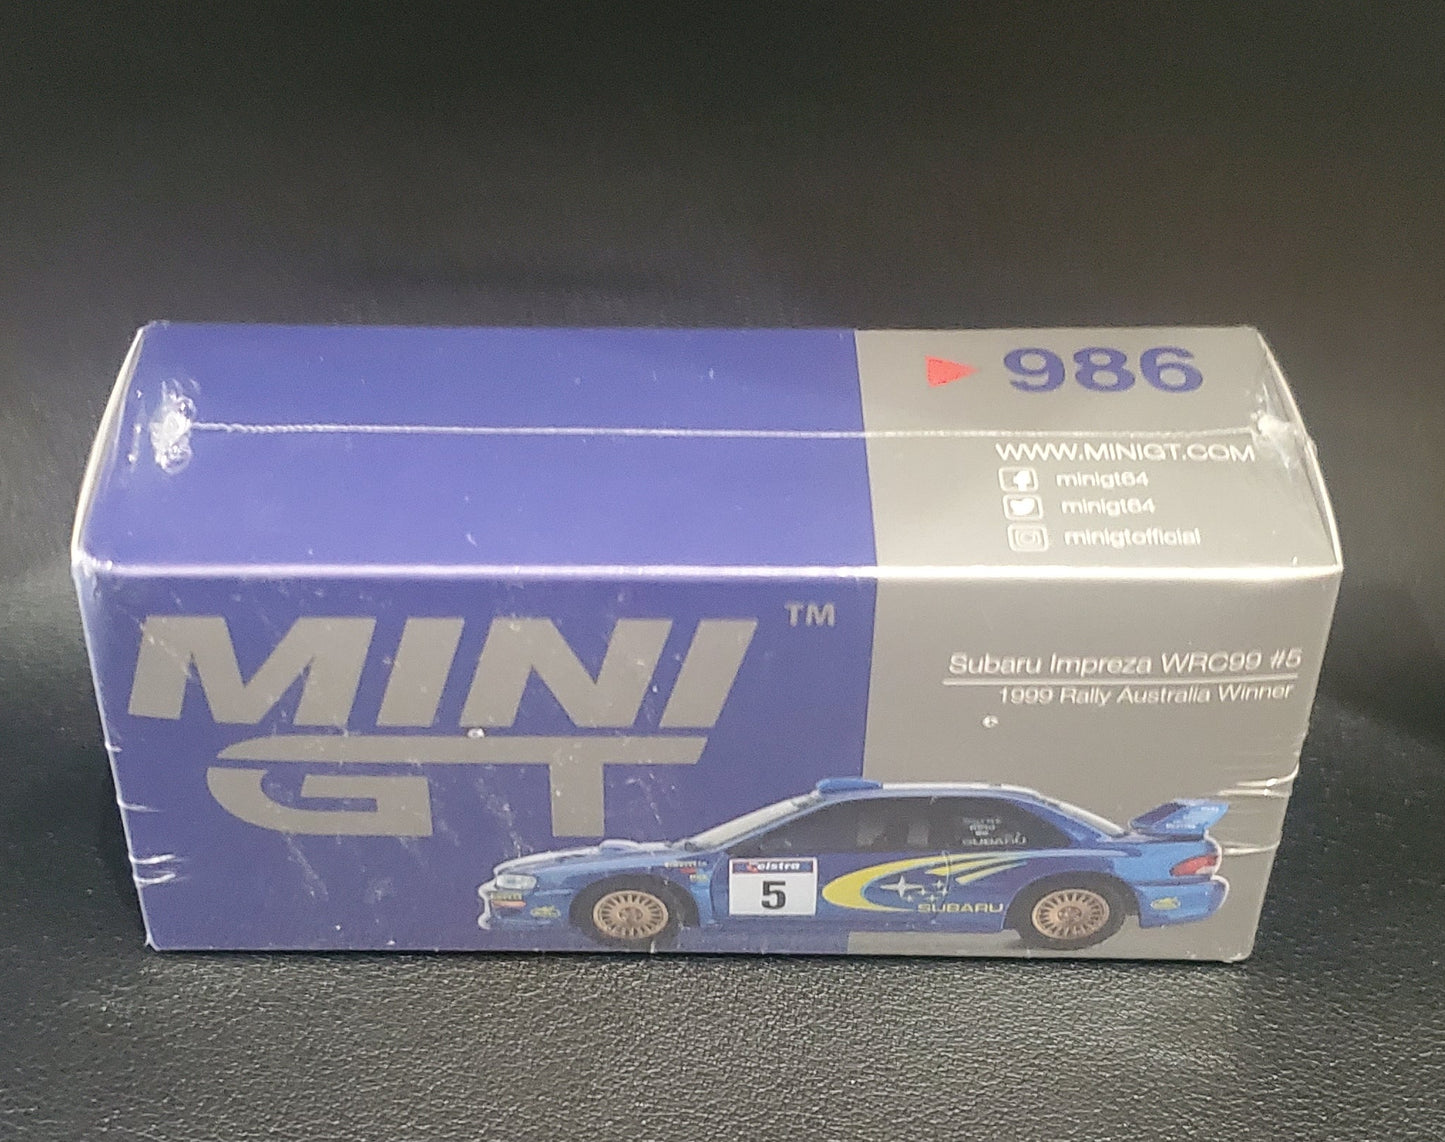 986
WWW.MINIGT.COM
minigt64
minigt64
minigtofficial
MINI TM
GT
Subaru Impreza WRC99 #5
1999 Rally Australia Winner
SUBARU
5
SUBARU